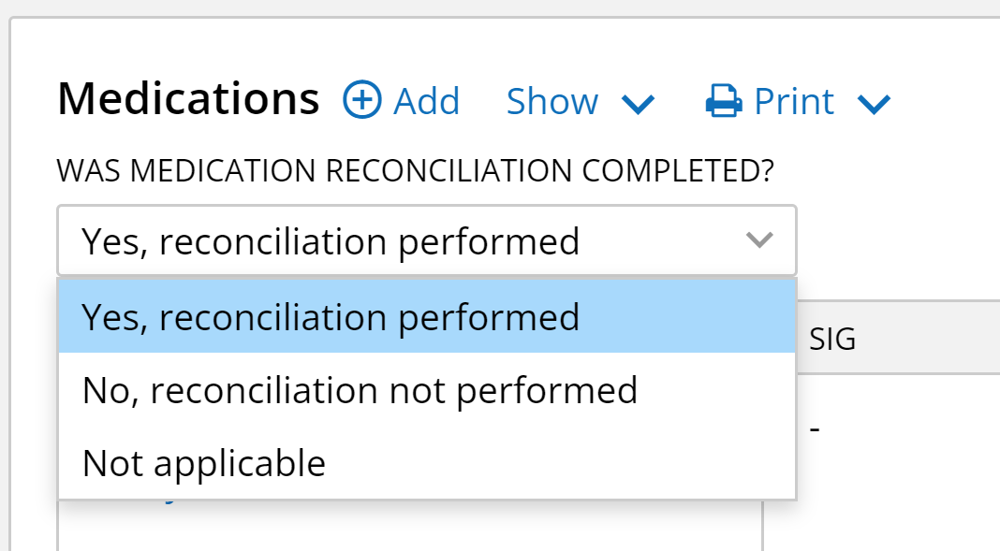 Medications Add Show Print
WAS MEDICATION RECONCILIATION COMPLETED?
Yes, reconciliation performed
Yes, reconciliation performed
SIG
No, reconciliation not performed
-
Not applicable